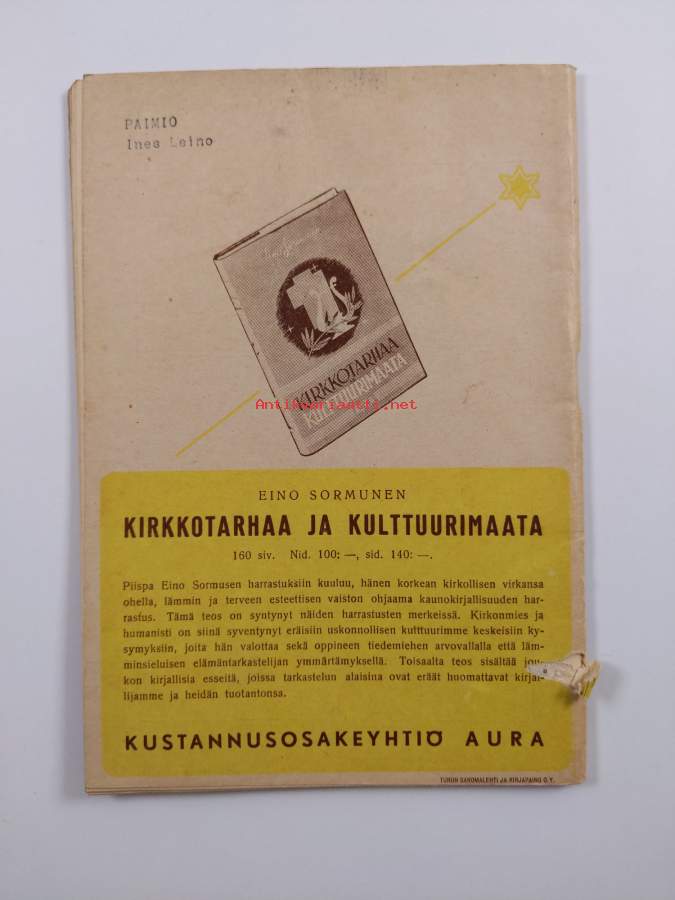 PAIMIO
Ines Leino
Eino Sormunen
KIRKKOTARHAA
KULTTUURIMAATA
Antikvariaatti.net
EINO SORMUNEN
KIRKKOTARHAA JA KULTTUURIMAATA
160 siv. Nid. 100: —, sid. 140: —.
Piispa Eino Sormusen harrastuksiin kuuluu, hänen korkean kirkollisen virkansa
ohella, lämmin ja terveen esteettisen vaiston ohjaama kaunokirjallisuuden har-
rastus. Tämä teos on syntynyt näiden harrastusten merkeissä. Kirkonmies ja
humanisti on siinä syventynyt eräisiin uskonnollisen kulttuurimme keskeisiin ky-
symyksiin, joita hän valottaa sekä oppineen tiedemiehen arvovallalla että läm-
minsieluisen elämäntarkastelijan ymmärtämyksellä. Toisaalta teos sisältää jou-
kon kirjallisia esseitä, joissa tarkastelun alaisina ovat eräät huomattavat kirjai-
lijamme ja heidän tuotantonsa.
KUSTANNUSOSAKEYHTIÖ AURA
TURUN SANOMALEHTI JA KIRJAPAINO O.Y.